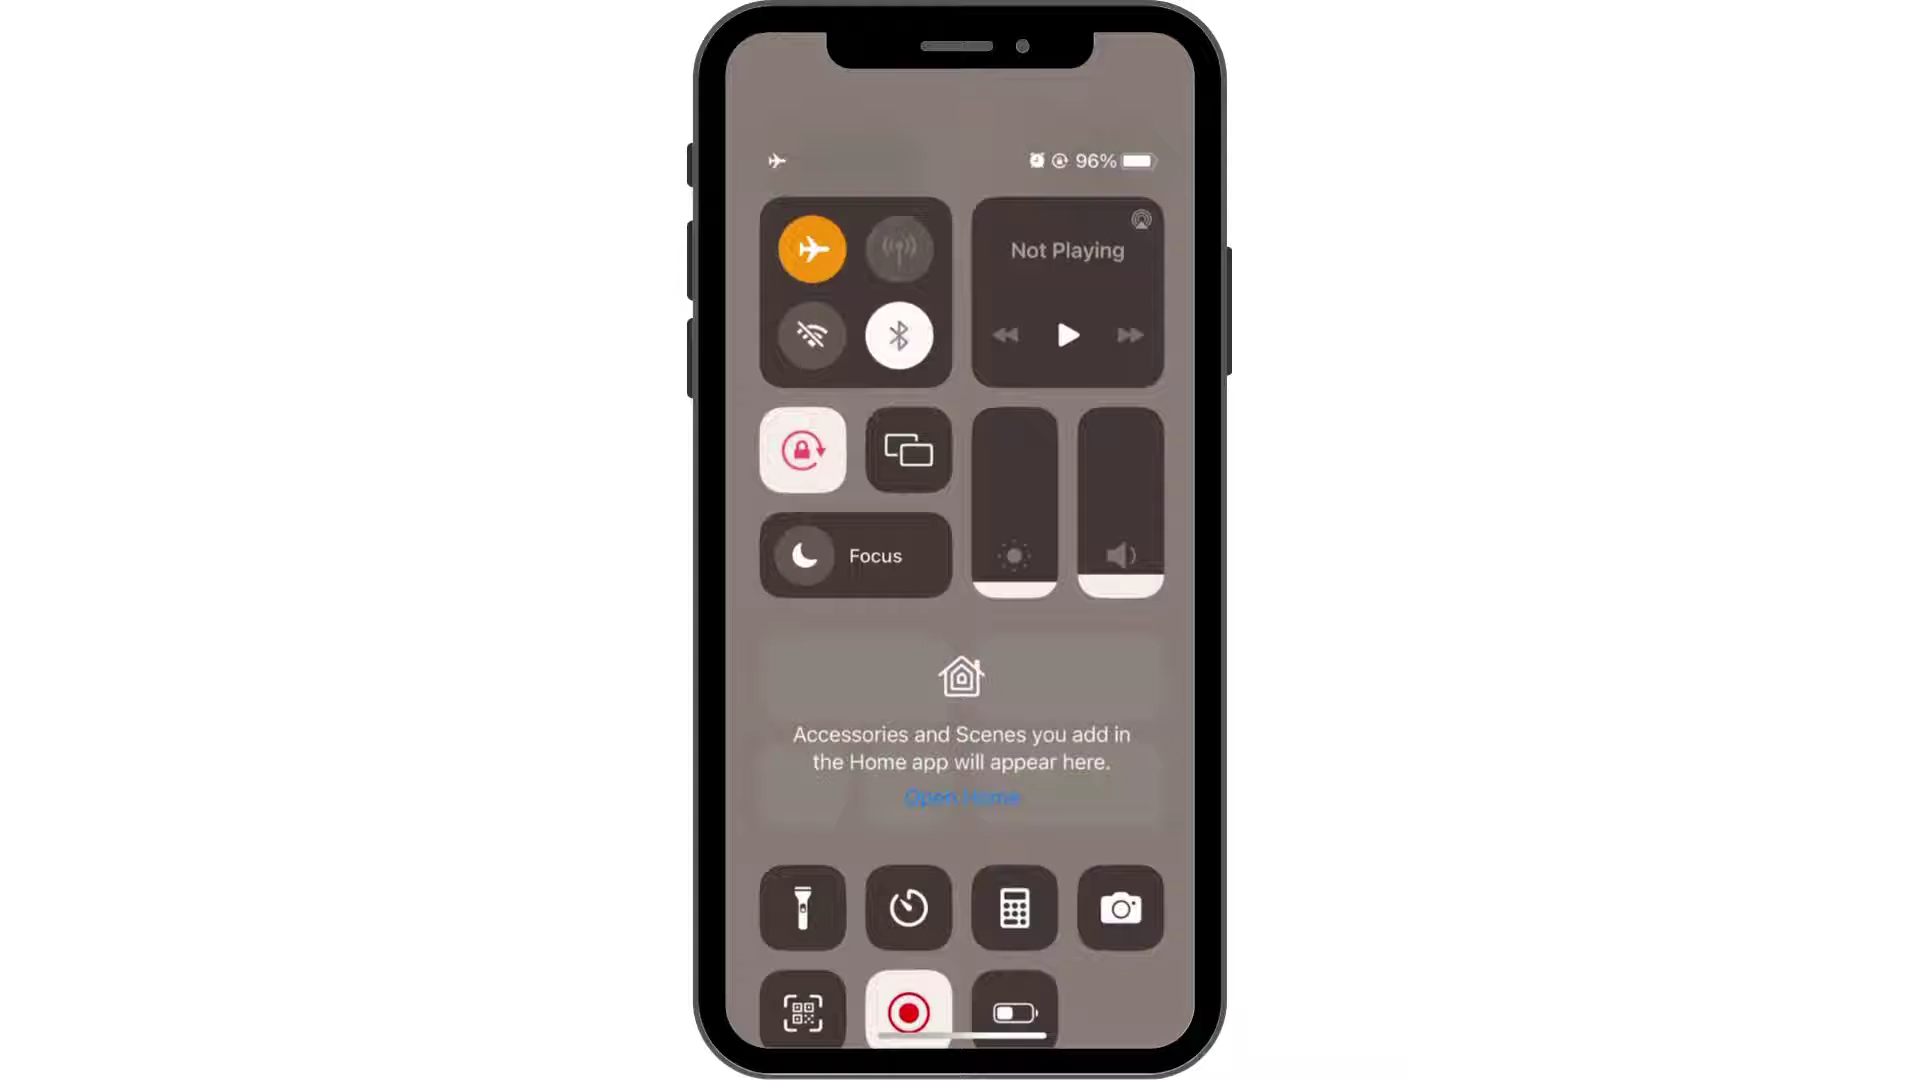 96%
Not Playing
Focus
Accessories and Scenes you add in
the Home app will appear here.
Open Home